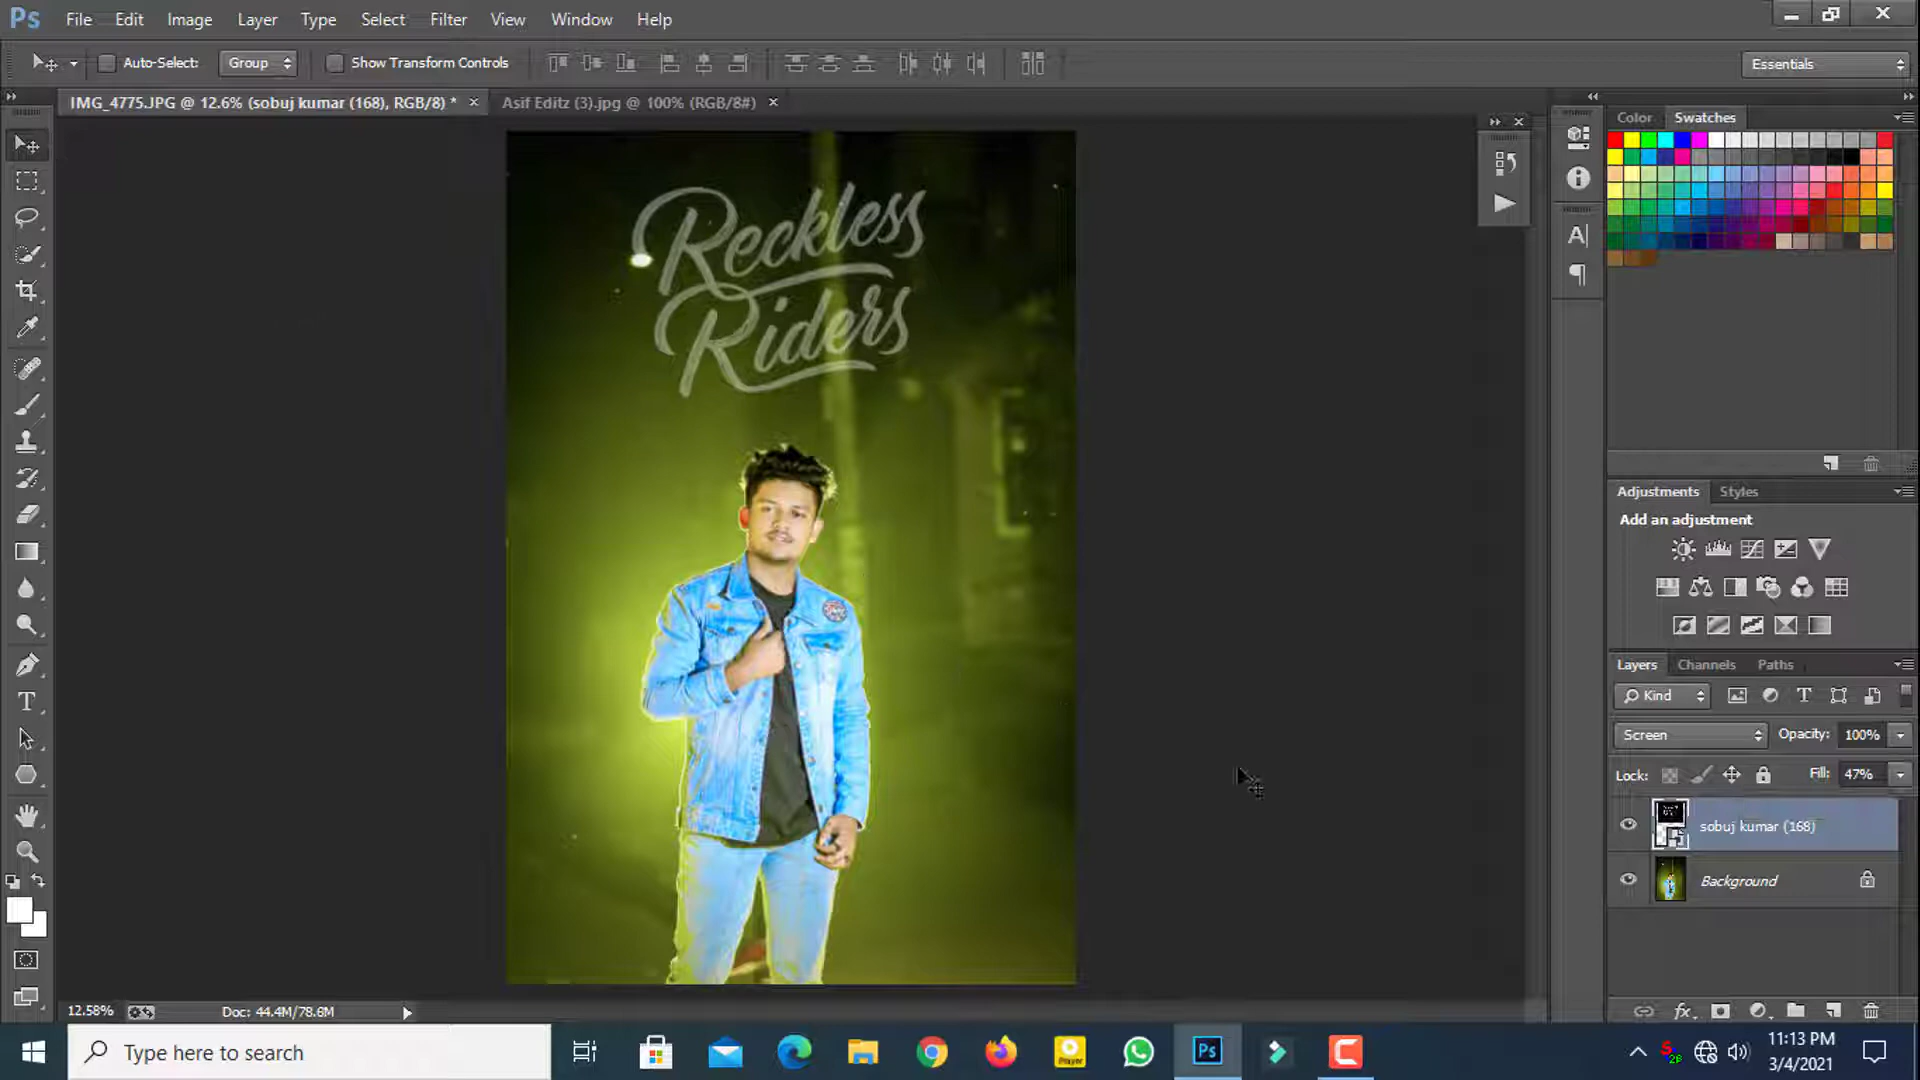 Ps File Edit Image Layer Type Select Filter View Window Help
Auto-Select: Group Show Transform Controls Essentials
IMG_4775.JPG @ 12.6% (sobuj kumar (168), RGB/8) * × Asif Editz (3).jpg @ 100% (RGB/8#) ×
Color Swatches
Reckless
Riders
Adjustments Styles
Add an adjustment
Layers Channels Paths
Kind
Screen Opacity: 100%
Lock: Fill: 47%
sobuj kumar (168)
Background
12.58% Doc: 44.4M/78.6M
Type here to search
11:13 PM
3/4/2021